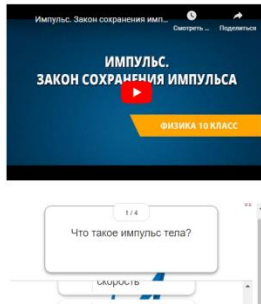 Импульс. Закон сохранения имп...
Смотреть ...
Поделиться
ИМПУЛЬС.
ЗАКОН СОХРАНЕНИЯ ИМПУЛЬСА
ФИЗИКА 10 КЛАСС
1 / 4
Что такое импульс тела?
скорость